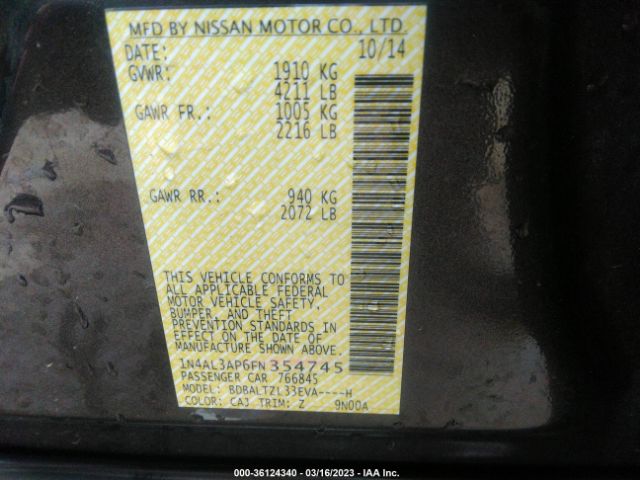 MFD BY NISSAN MOTOR CO., LTD.
DATE: 10/14
GVWR: 1910 KG
4211 LB
GAWR FR.: 1005 KG
2216 LB
GAWR RR.: 940 KG
2072 LB
THIS VEHICLE CONFORMS TO
ALL APPLICABLE FEDERAL
MOTOR VEHICLE SAFETY,
BUMPER, AND THEFT
PREVENTION STANDARDS IN
EFFECT ON THE DATE OF
MANUFACTURE SHOWN ABOVE.
1N4AL3AP6FN354745
PASSENGER CAR 766845
MODEL: BDBALTZL33EVA----H
COLOR: CAJ TRIM: Z 9N00A
000-36124340 - 03/16/2023 - IAA Inc.